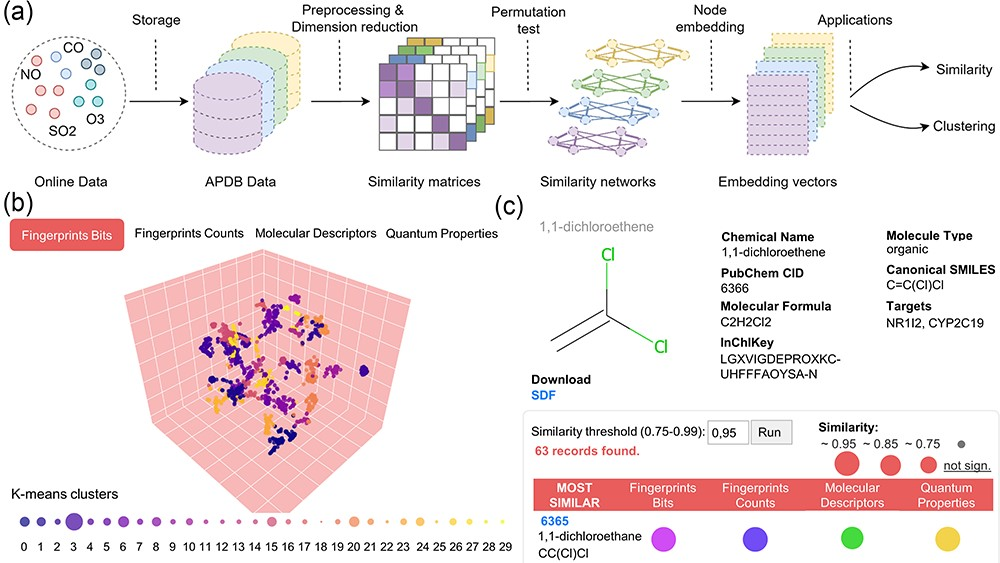 (a)
Storage
Preprocessing &
Dimension reduction
Permutation
test
Node
embedding
Applications
CO
NO
SO2
O3
Similarity
Clustering
Online Data
APDB Data
Similarity matrices
Similarity networks
Embedding vectors
(b)
Fingerprints Bits
Fingerprints Counts
Molecular Descriptors
Quantum Properties
K-means clusters
0 1 2 3 4 5 6 7 8 9 10 11 12 13 14 15 16 17 18 19 20 21 22 23 24 25 26 27 28 29
(c)
1,1-dichloroethene
Cl
Cl
Download
SDF
Chemical Name
1,1-dichloroethene
PubChem CID
6366
Molecular Formula
C2H2Cl2
InChIKey
LGXVIGDEPROXKC-
UHFFFAOYSA-N
Molecule Type
organic
Canonical SMILES
C=C(Cl)Cl
Targets
NR1I2, CYP2C19
Similarity threshold (0.75-0.99): 0,95 Run
63 records found.
Similarity:
~ 0.95 ~ 0.85 ~ 0.75
not sign.
MOST
SIMILAR
Fingerprints
Bits
Fingerprints
Counts
Molecular
Descriptors
Quantum
Properties
6365
1,1-dichloroethane
CC(Cl)Cl